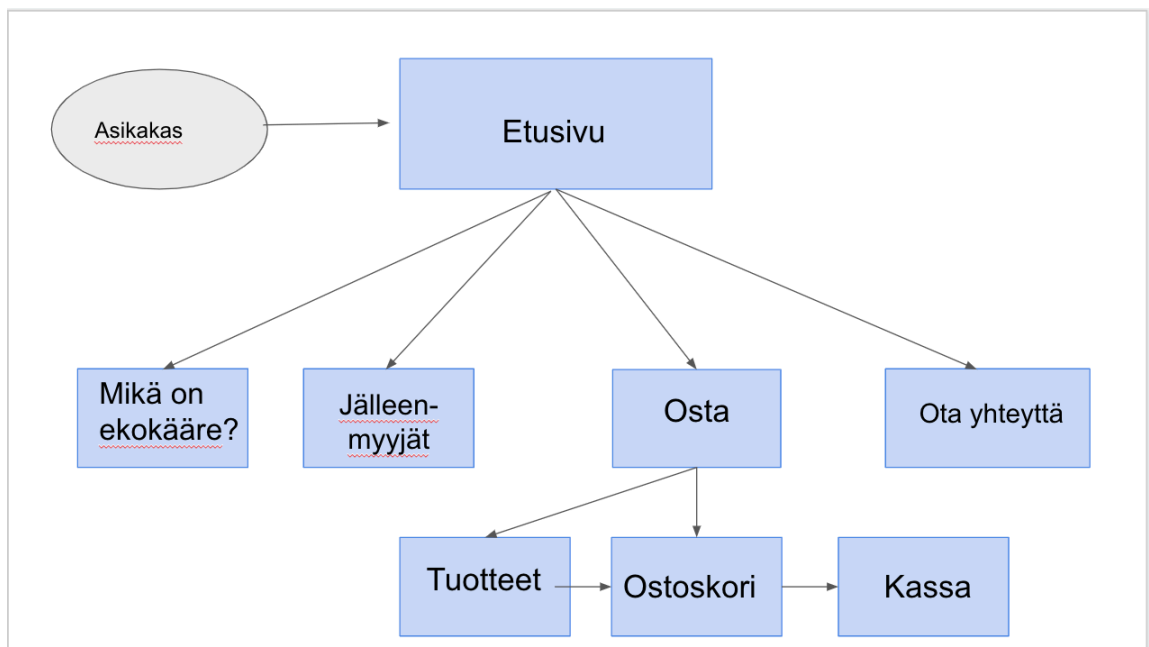 Asikakas
Etusivu
Mikä on
ekokääre?
Jälleen-
myyjät
Osta
Ota yhteyttä
Tuotteet
Ostoskori
Kassa